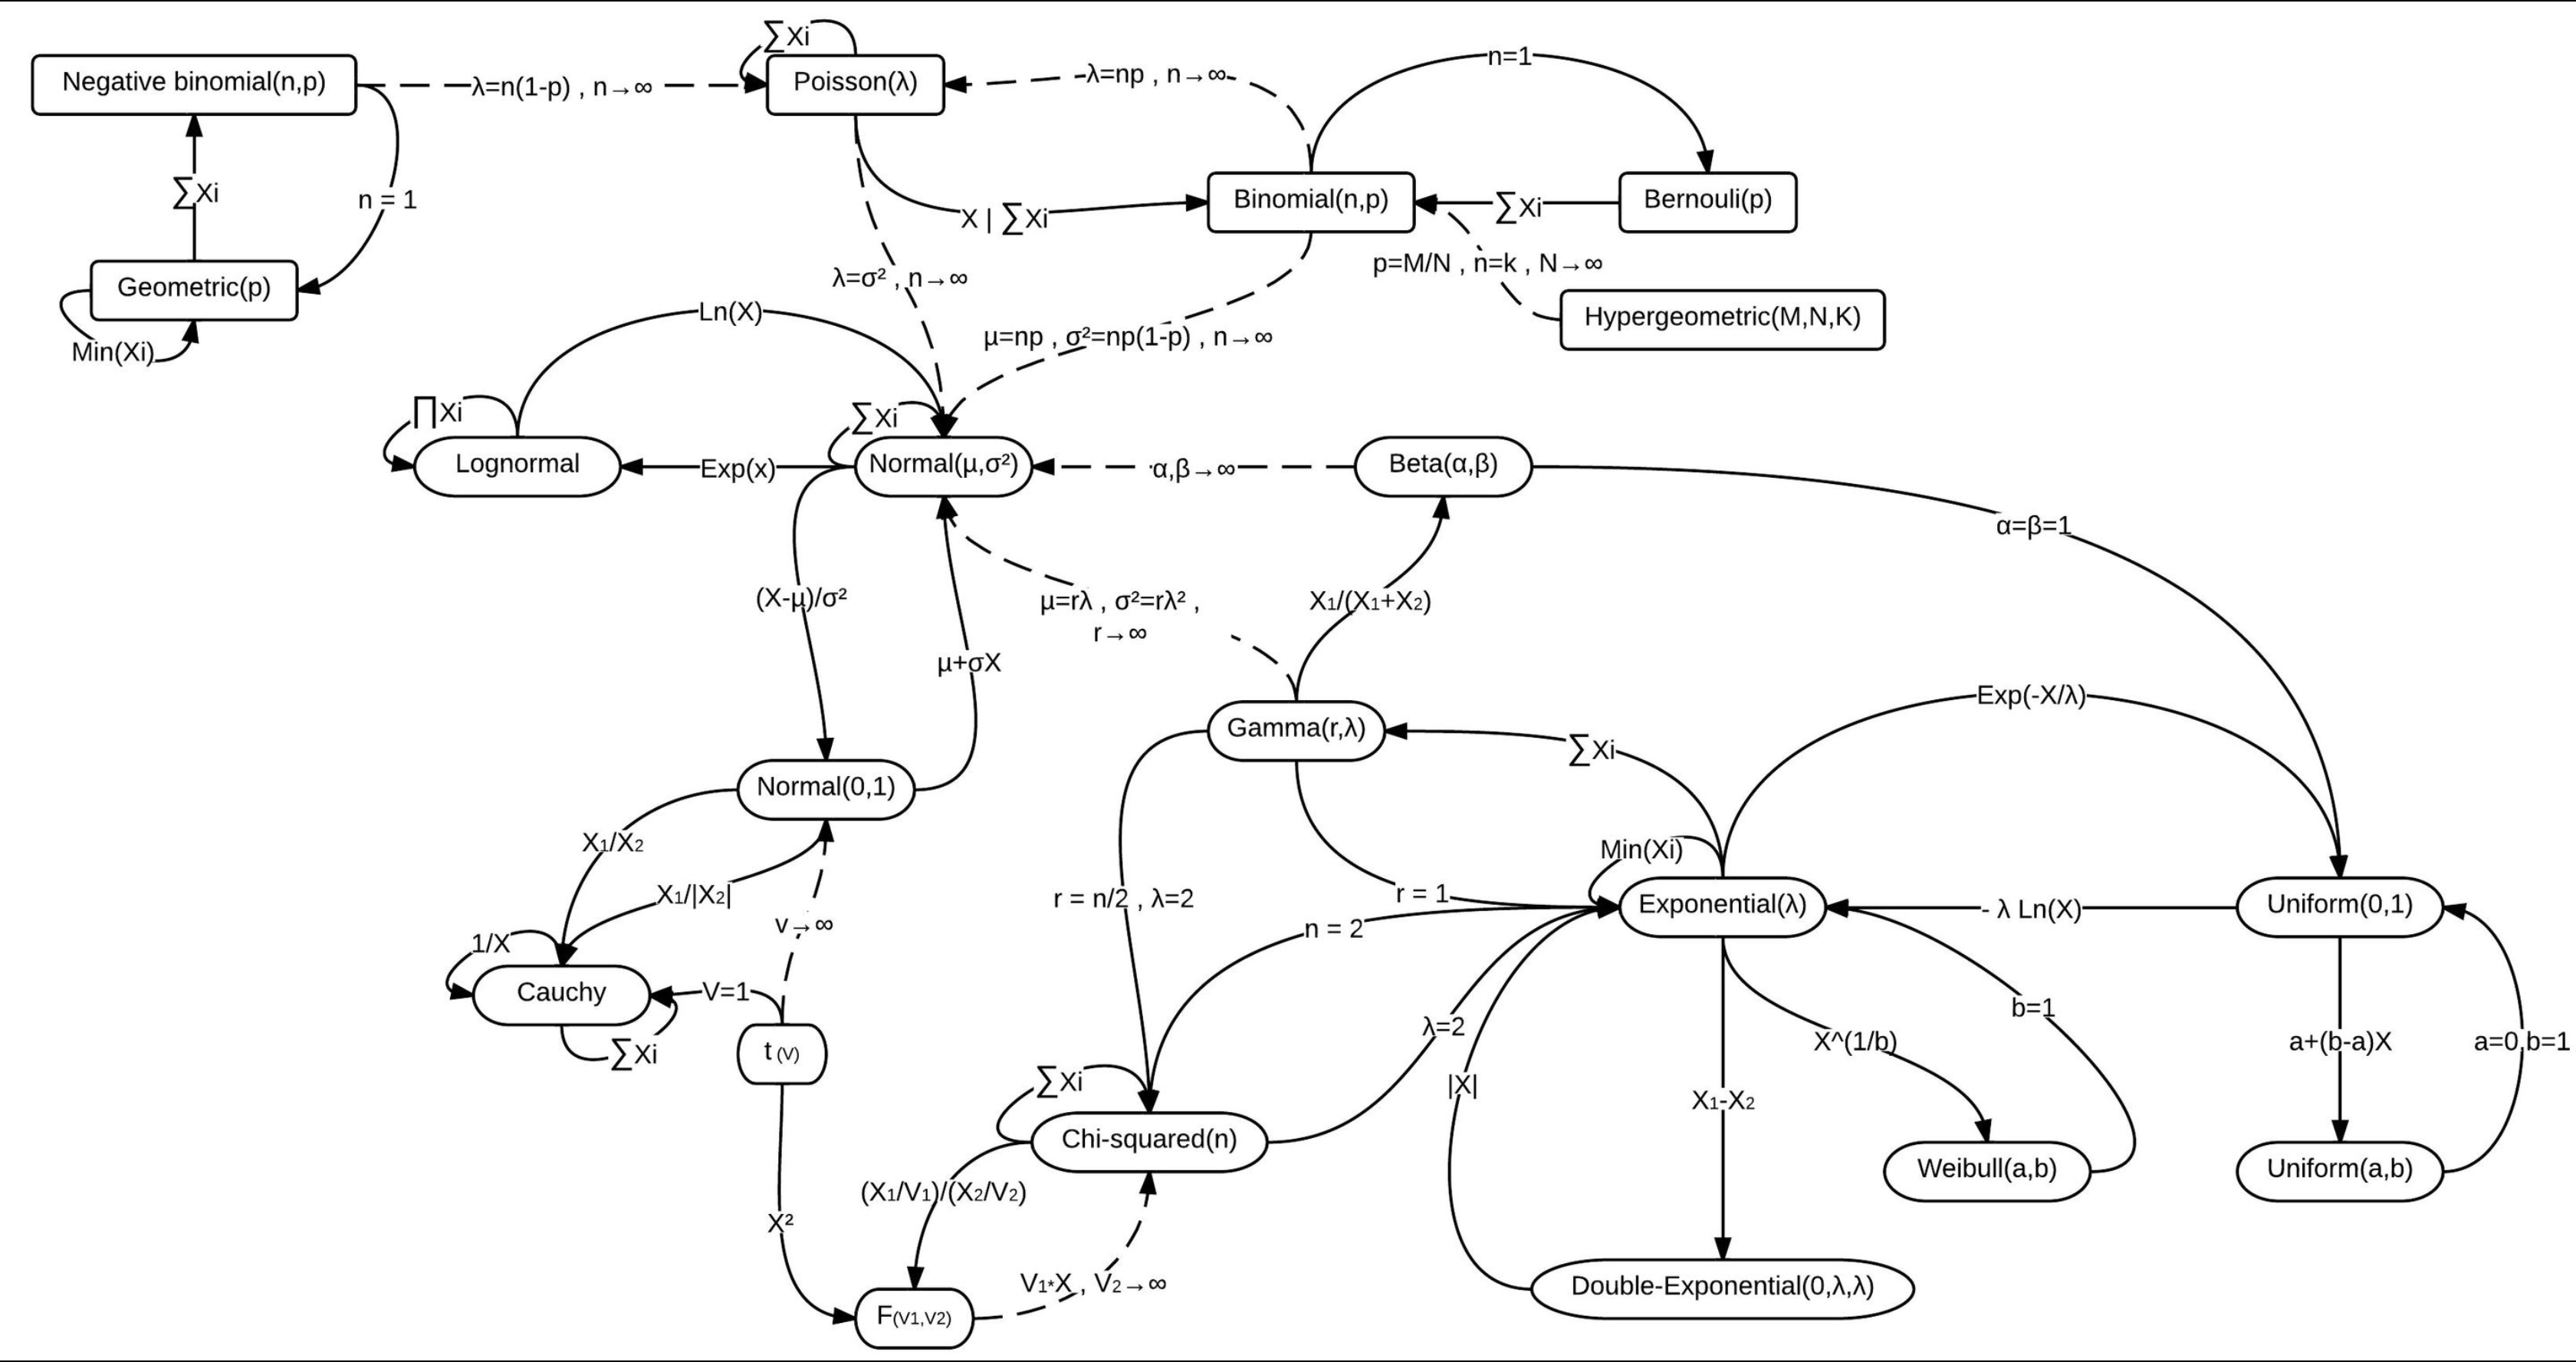 ∑Xi
n=1
Negative binomial(n,p)
λ=n(1-p) , n→∞
Poisson(λ)
λ=np , n→∞
∑Xi
n = 1
X | ∑Xi
Binomial(n,p)
∑Xi
Bernouli(p)
p=M/N , n=k , N→∞
Geometric(p)
λ=σ² , n→∞
Hypergeometric(M,N,K)
Min(Xi)
Ln(X)
μ=np , σ²=np(1-p) , n→∞
∏Xi
∑Xi
Lognormal
Exp(x)
Normal(μ,σ²)
α,β→∞
Beta(α,β)
α=β=1
(X-μ)/σ²
μ=rλ , σ²=rλ² ,
r→∞
X1/(X1+X2)
μ+σX
Exp(-X/λ)
Gamma(r,λ)
∑Xi
Normal(0,1)
X1/X2
Min(Xi)
X1/|X2|
r = n/2 , λ=2
r = 1
Exponential(λ)
- λ Ln(X)
Uniform(0,1)
v→∞
n = 2
1/X
Cauchy
V=1
b=1
λ=2
∑Xi
t (V)
X^(1/b)
a+(b-a)X
a=0,b=1
∑Xi
|X|
X1-X2
Chi-squared(n)
Weibull(a,b)
Uniform(a,b)
(X1/V1)/(X2/V2)
X²
V1*X , V2→∞
Double-Exponential(0,λ,λ)
F(V1,V2)